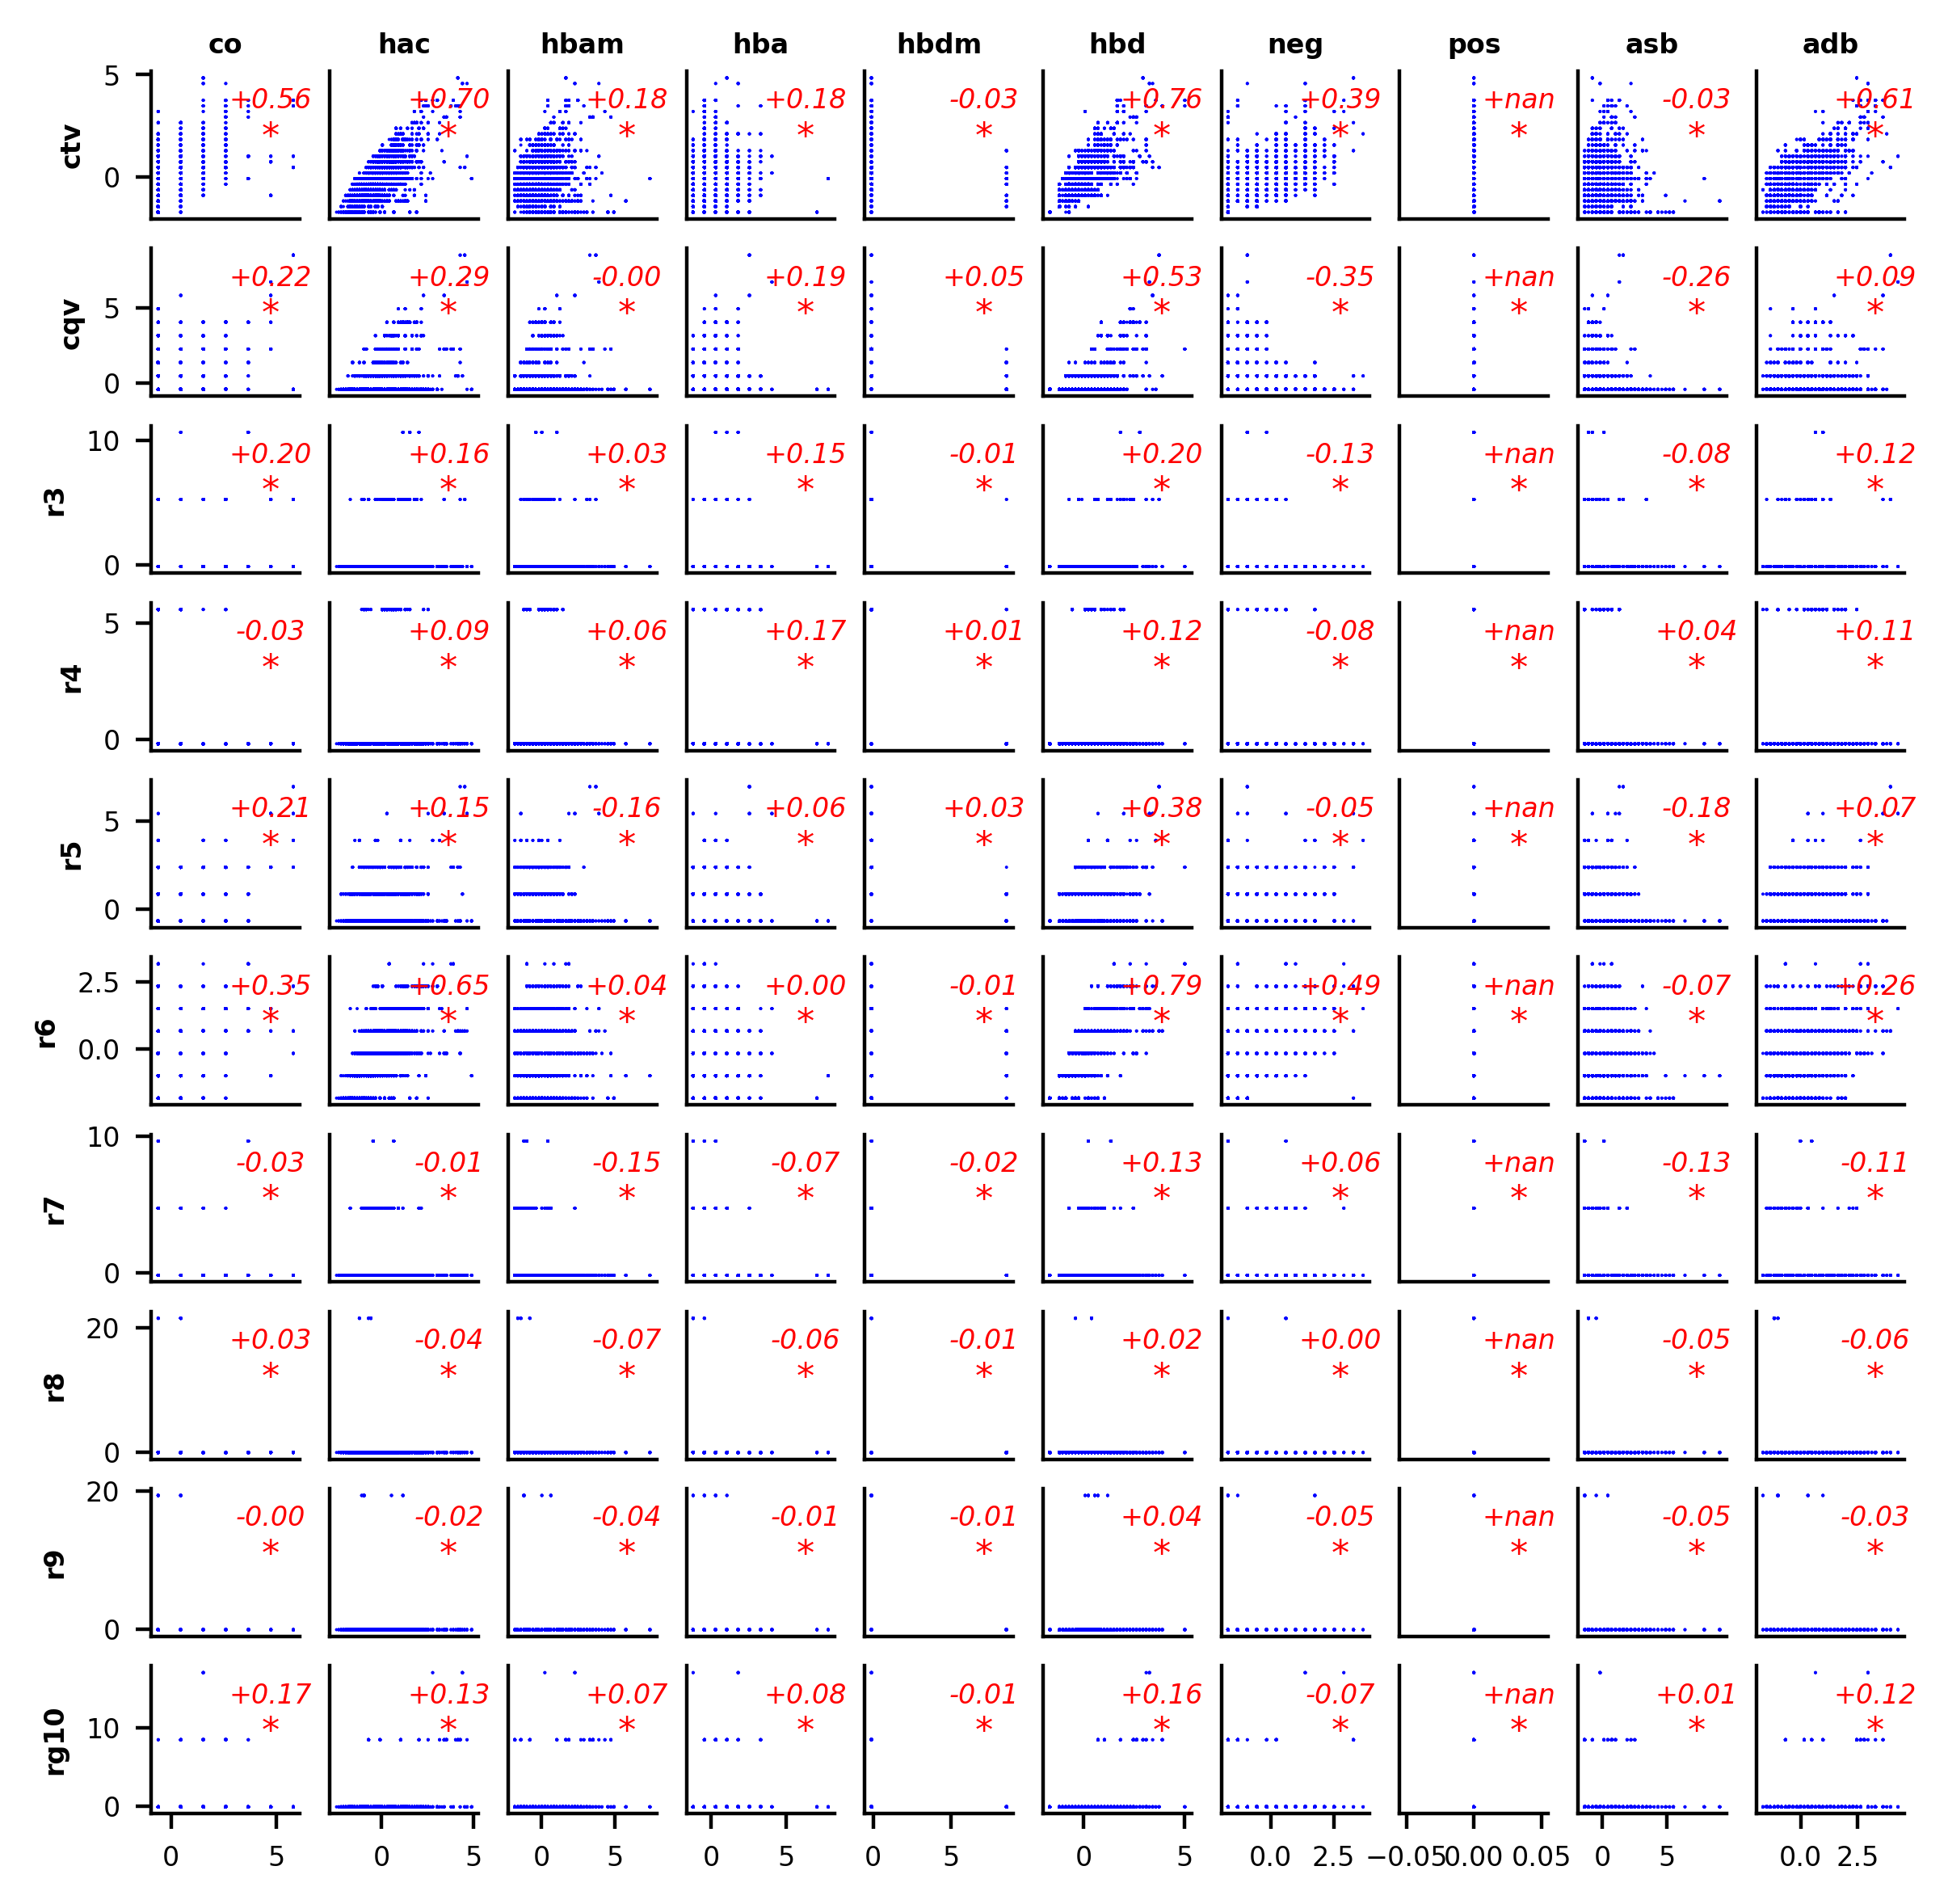 co hac hbam hba hbdm hbd neg pos asb adb
5
+0.56 +0.70 +0.18 +0.18 -0.03 +0.76 +0.39 +nan -0.03 +0.61
* * * * * * * * * *
ctv
0
+0.22 +0.29 -0.00 +0.19 +0.05 +0.53 -0.35 +nan -0.26 +0.09
5 * * * * * * * * * *
cqv
0
10
+0.20 +0.16 +0.03 +0.15 -0.01 +0.20 -0.13 +nan -0.08 +0.12
* * * * * * * * * *
r3
0
5
-0.03 +0.09 +0.06 +0.17 +0.01 +0.12 -0.08 +nan +0.04 +0.11
* * * * * * * * * *
r4
0
5 +0.21 +0.15 -0.16 +0.06 +0.03 +0.38 -0.05 +nan -0.18 +0.07
* * * * * * * * * *
r5
0
2.5 +0.35 +0.65 +0.04 +0.00 -0.01 +0.79 +0.49 +nan -0.07 +0.26
* * * * * * * * * *
r6
0.0
10
-0.03 -0.01 -0.15 -0.07 -0.02 +0.13 +0.06 +nan -0.13 -0.11
* * * * * * * * * *
r7
0
20
+0.03 -0.04 -0.07 -0.06 -0.01 +0.02 +0.00 +nan -0.05 -0.06
* * * * * * * * * *
r8
0
20
-0.00 -0.02 -0.04 -0.01 -0.01 +0.04 -0.05 +nan -0.05 -0.03
* * * * * * * * * *
r9
0
+0.17 +0.13 +0.07 +0.08 -0.01 +0.16 -0.07 +nan +0.01 +0.12
10 * * * * * * * * * *
rg10
0
0 5 0 5 0 5 0 5 0 5 0 5 0.0 2.5 −0.05 0.00 0.05 0 5 0.0 2.5